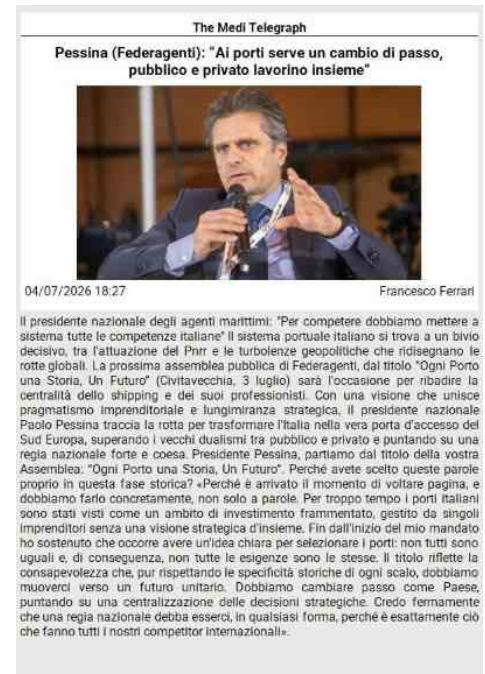 The Medi Telegraph
Pessina (Federagenti): "Ai porti serve un cambio di passo,
pubblico e privato lavorino insieme"
04/07/2026 18:27
Francesco Ferrari
Il presidente nazionale degli agenti marittimi: "Per competere dobbiamo mettere a
sistema tutte le competenze italiane" Il sistema portuale italiano si trova a un bivio
decisivo, tra l'attuazione del Pnrr e le turbolenze geopolitiche che ridisegnano le
rotte globali. La prossima assemblea pubblica di Federagenti, dal titolo "Ogni Porto
una Storia, Un Futuro" (Civitavecchia, 3 luglio) sarà l'occasione per ribadire la
centralità dello shipping e dei suoi professionisti. Con una visione che unisce
pragmatismo imprenditoriale e lungimiranza strategica, il presidente nazionale
Paolo Pessina traccia la rotta per trasformare l'Italia nella vera porta d'accesso del
Sud Europa, superando i vecchi dualismi tra pubblico e privato e puntando su una
regia nazionale forte e coesa. Presidente Pessina, partiamo dal titolo della vostra
Assemblea: "Ogni Porto una Storia, Un Futuro". Perché avete scelto queste parole
proprio in questa fase storica? «Perché è arrivato il momento di voltare pagina, e
dobbiamo farlo concretamente, non solo a parole. Per troppo tempo i porti italiani
sono stati visti come un ambito di investimento frammentato, gestito da singoli
imprenditori senza una visione strategica d'insieme. Fin dall'inizio del mio mandato
ho sostenuto che occorre avere un'idea chiara per selezionare i porti: non tutti sono
uguali e, di conseguenza, non tutte le esigenze sono le stesse. Il titolo riflette la
consapevolezza che, pur rispettando le specificità storiche di ogni scalo, dobbiamo
muoverci verso un futuro unitario. Dobbiamo cambiare passo come Paese,
puntando su una centralizzazione delle decisioni strategiche. Credo fermamente
che una regia nazionale debba esserci, in qualsiasi forma, perché è esattamente ciò
che fanno tutti i nostri competitor internazionali».